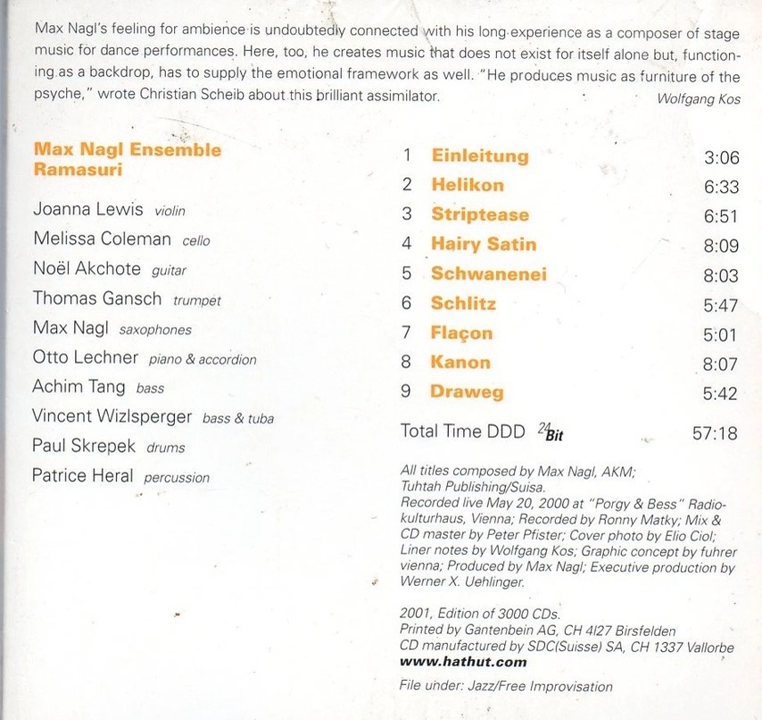 Max Nagl's feeling for ambience is undoubtedly connected with his long experience as a composer of stage
music for dance performances. Here, too, he creates music that does not exist for itself alone but, function-
ing as a backdrop, has to supply the emotional framework as well. "He produces music as furniture of the
psyche," wrote Christian Scheib about this brilliant assimilator. Wolfgang Kos
Max Nagl Ensemble
Ramasuri
Joanna Lewis violin
Melissa Coleman cello
Noël Akchote guitar
Thomas Gansch trumpet
Max Nagl saxophones
Otto Lechner piano & accordion
Achim Tang bass
Vincent Wizlsperger bass & tuba
Paul Skrepek drums
Patrice Heral percussion
1 Einleitung 3:06
2 Helikon 6:33
3 Striptease 6:51
4 Hairy Satin 8:09
5 Schwanenei 8:03
6 Schlitz 5:47
7 Flaçon 5:01
8 Kanon 8:07
9 Draweg 5:42
Total Time DDD 24Bit 57:18
All titles composed by Max Nagl, AKM;
Tuhtah Publishing/Suisa.
Recorded live May 20, 2000 at "Porgy & Bess" Radio-
kulturhaus, Vienna; Recorded by Ronny Matky; Mix &
CD master by Peter Pfister; Cover photo by Elio Ciol;
Liner notes by Wolfgang Kos; Graphic concept by fuhrer
vienna; Produced by Max Nagl; Executive production by
Werner X. Uehlinger.
2001, Edition of 3000 CDs.
Printed by Gantenbein AG, CH 4127 Birsfelden
CD manufactured by SDC(Suisse) SA, CH 1337 Vallorbe
www.hathut.com
File under: Jazz/Free Improvisation